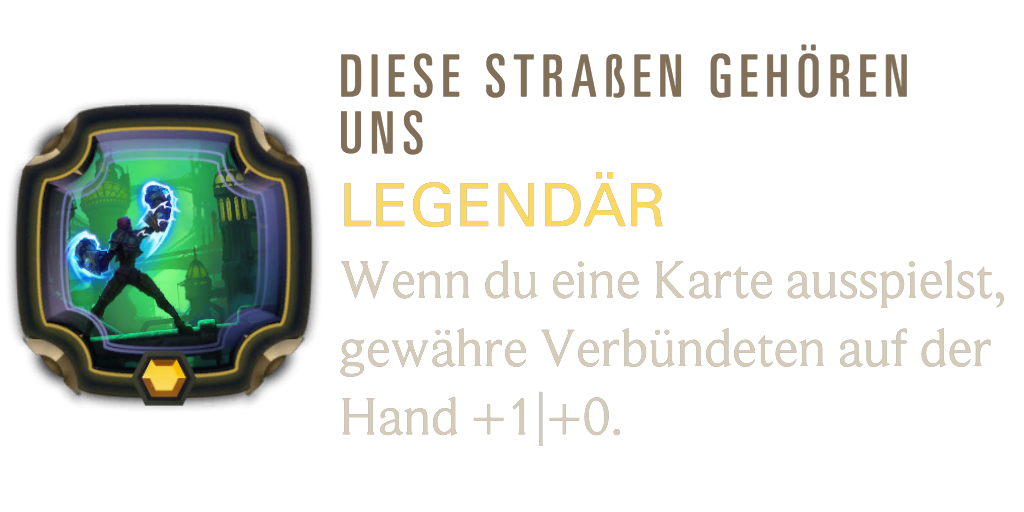 DIESE STRAßEN GEHÖREN
UNS
LEGENDÄR
Wenn du eine Karte ausspielst,
gewähre Verbündeten auf der
Hand +1|+0.